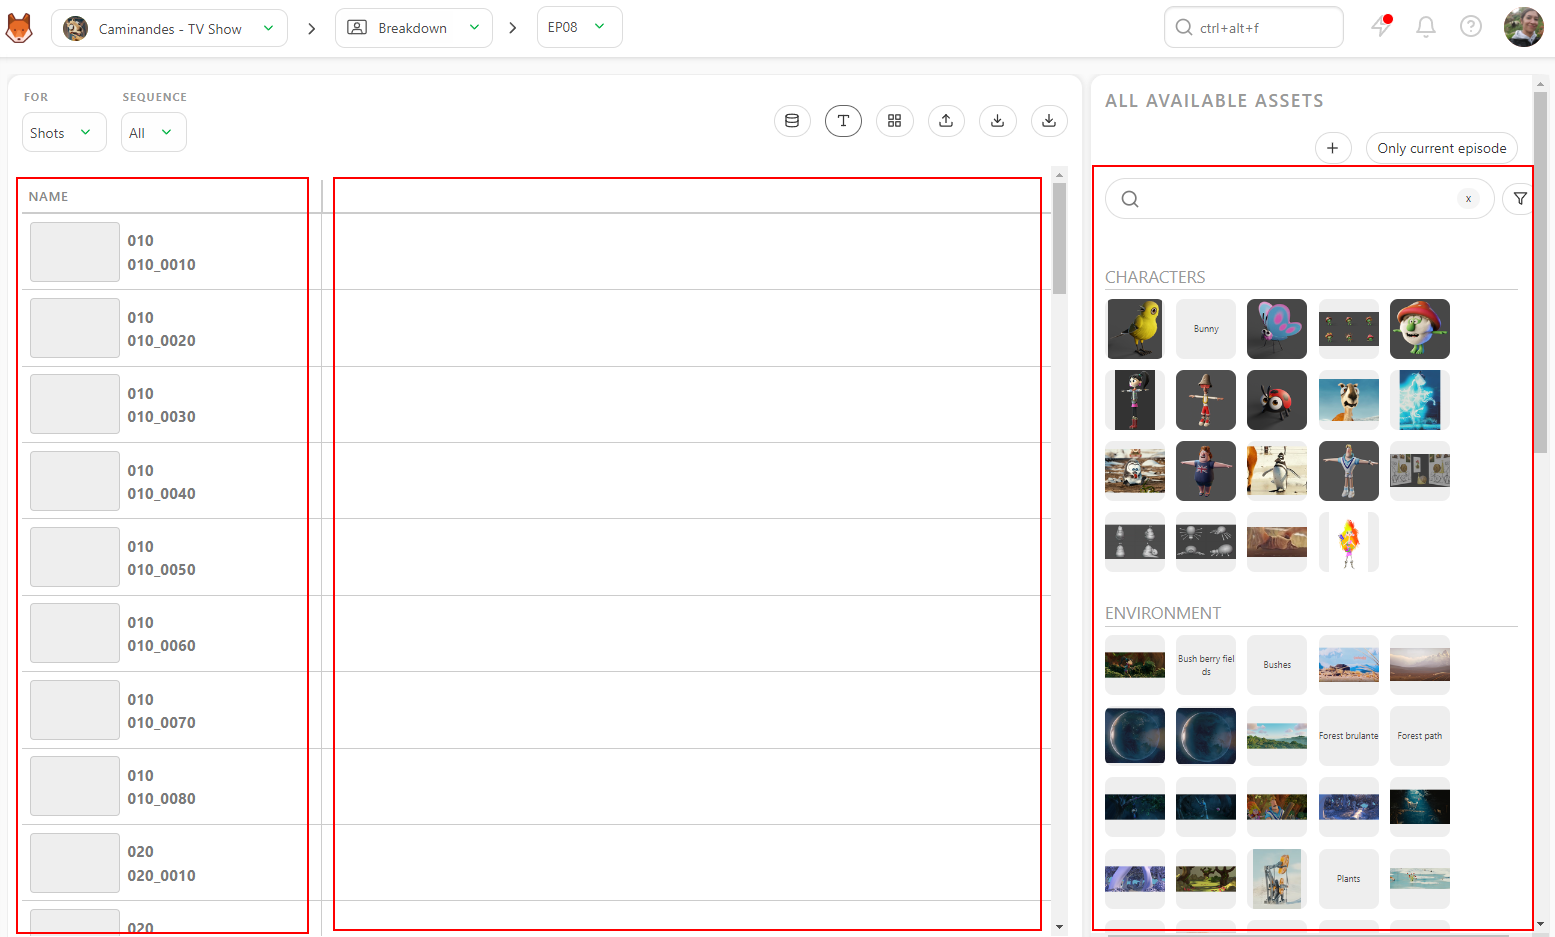 Caminandes - TV Show
Breakdown
EP08
ctrl+alt+f
FOR
SEQUENCE
Shots
All
T
NAME
010
010_0010
010
010_0020
010
010_0030
010
010_0040
010
010_0050
010
010_0060
010
010_0070
010
010_0080
020
020_0010
020
ALL AVAILABLE ASSETS
+
Only current episode
x
CHARACTERS
Bunny
ENVIRONMENT
Bush berry fiel
ds
Bushes
Forest brulante
Forest path
Plants